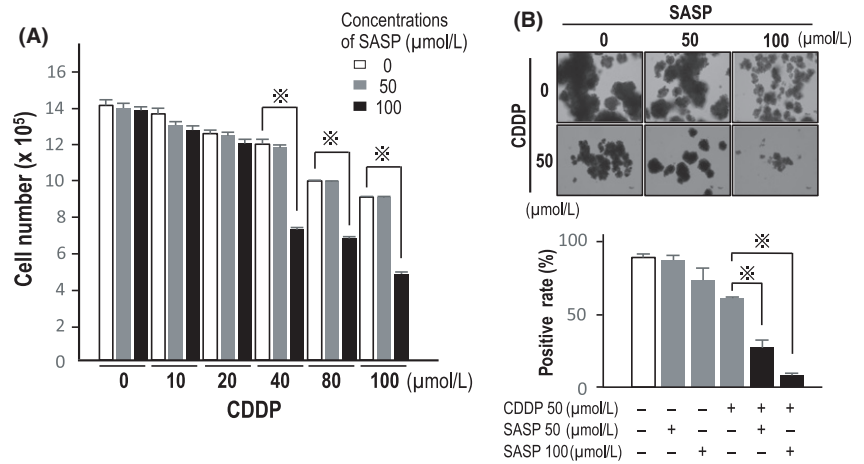 (A)
Concentrations
of SASP (μmol/L)
0
50
100
※ ※ ※
Cell number (x 10⁵)
16
14
12
10
8
6
4
2
0
0 10 20 40 80 100 (μmol/L)
CDDP
(B)
SASP
0 50 100 (μmol/L)
CDDP
0
50
(μmol/L)
Positive rate (%)
100
50
0
※
※
CDDP 50 (μmol/L) – – – + + +
SASP 50 (μmol/L) – + – – + –
SASP 100 (μmol/L) – – + – – +